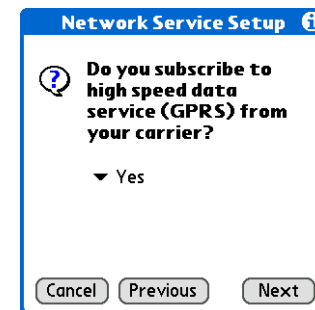 Network Service Setup
Do you subscribe to
high speed data
service (GPRS) from
your carrier?
Yes
Cancel Previous Next